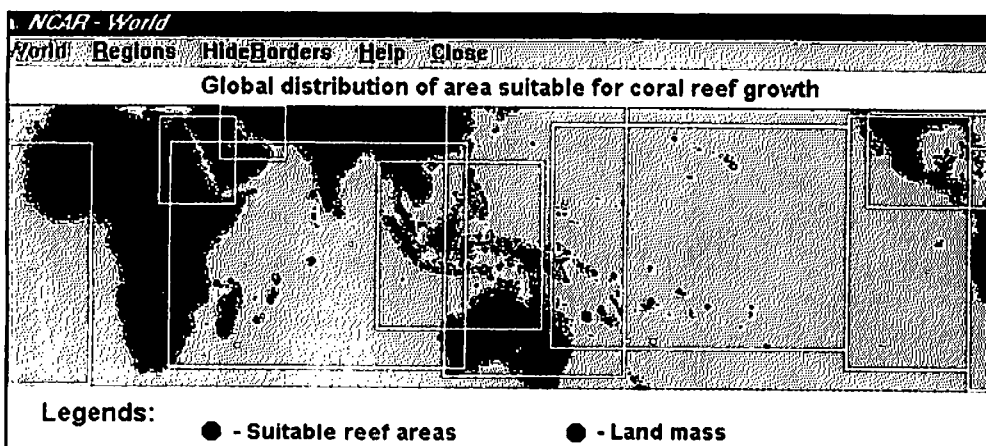 NCAR - World
World Regions HideBorders Help Close
Global distribution of area suitable for coral reef growth
Legends:
- Suitable reef areas - Land mass